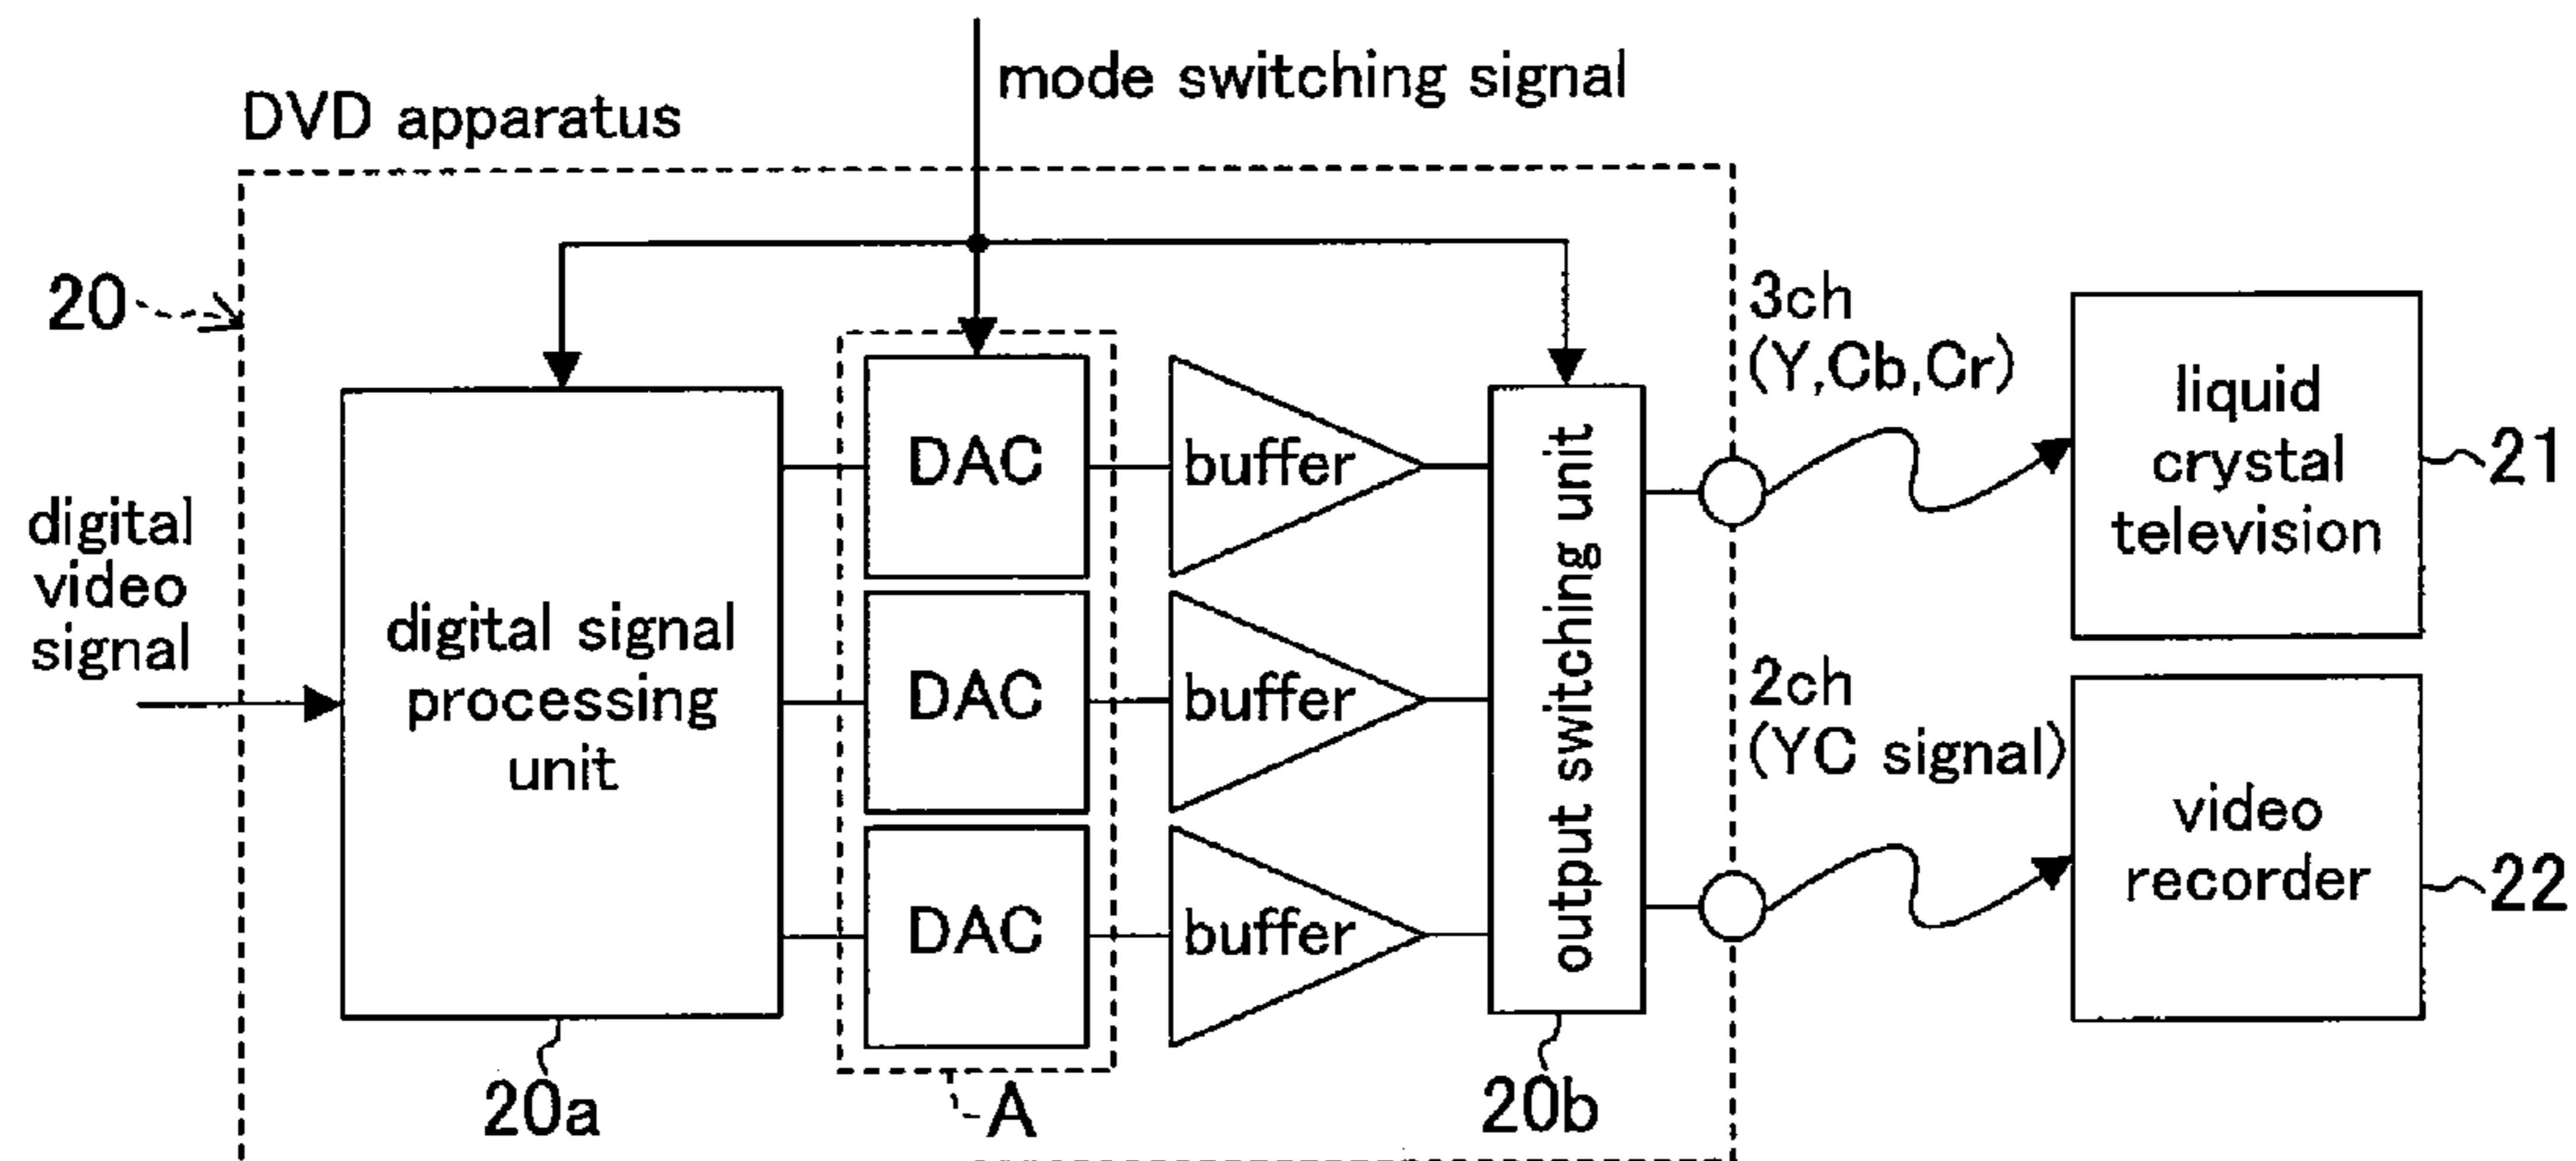 mode switching signal
DVD apparatus
20
digital
video
signal
digital signal
processing
unit
20a
DAC
DAC
DAC
A
buffer
buffer
buffer
output switching unit
20b
3ch
(Y,Cb,Cr)
2ch
(YC signal)
liquid
crystal
television
21
video
recorder
22